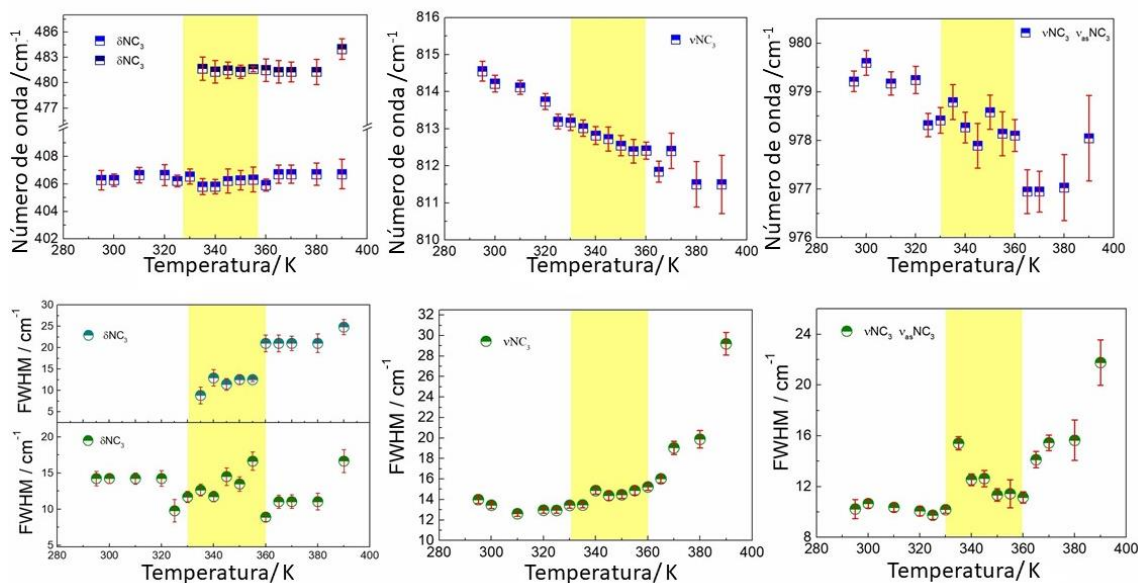 Número de onda /cm⁻¹
486
483
480
477
408
406
404
402
δNC₃
δNC₃
280 300 320 340 360 380 400
Temperatura/ K
Número de onda /cm⁻¹
816
815
814
813
812
811
810
νNC₃
280 300 320 340 360 380 400
Temperatura/ K
Número de onda /cm⁻¹
980
979
978
977
976
νNC₃ νₐₛNC₃
280 300 320 340 360 380 400
Temperatura/ K
FWHM / cm⁻¹
30
25
20
15
10
5
δNC₃
FWHM / cm⁻¹
20
15
10
5
δNC₃
280 300 320 340 360 380 400
Temperatura/ K
FWHM / cm⁻¹
32
30
28
26
24
22
20
18
16
14
12
10
νNC₃
280 300 320 340 360 380 400
Temperatura/ K
FWHM / cm⁻¹
24
20
16
12
8
νNC₃ νₐₛNC₃
280 300 320 340 360 380 400
Temperatura/ K